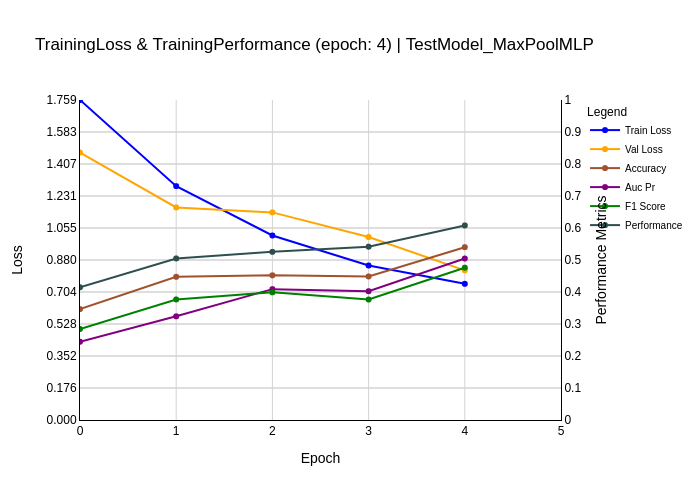 TrainingLoss & TrainingPerformance (epoch: 4) | TestModel_MaxPoolMLP
1.759
1.583
1.407
1.231
1.055
0.880
0.704
0.528
0.352
0.176
0.000
Loss
0 1 2 3 4 5
Epoch
1
0.9
0.8
0.7
0.6
0.5
0.4
0.3
0.2
0.1
0
Performance Metrics
Legend
Train Loss
Val Loss
Accuracy
Auc Pr
F1 Score
Performance